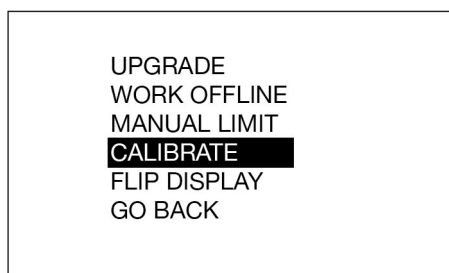 UPGRADE
WORK OFFLINE
MANUAL LIMIT
CALIBRATE
FLIP DISPLAY
GO BACK